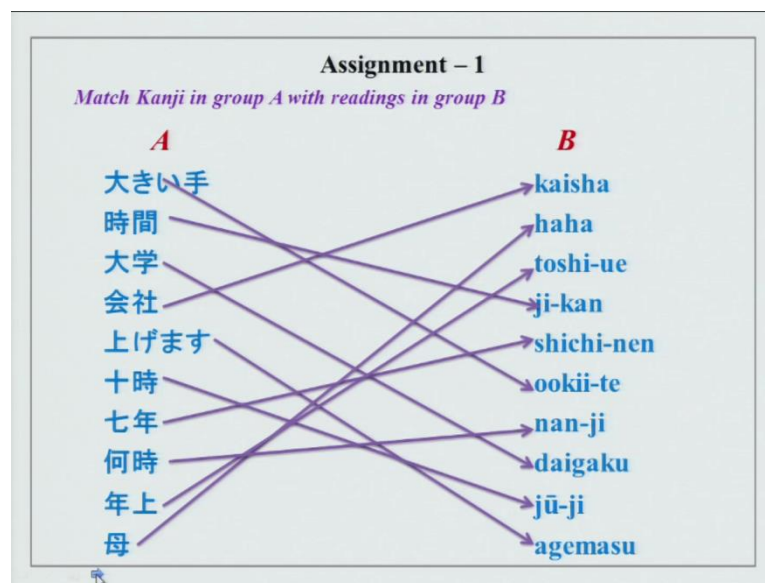 Assignment – 1
Match Kanji in group A with readings in group B
A B
大きい手 kaisha
時間 haha
大学 toshi-ue
会社 ji-kan
上げます shichi-nen
十時 ookii-te
七年 nan-ji
何時 daigaku
年上 jū-ji
母 agemasu